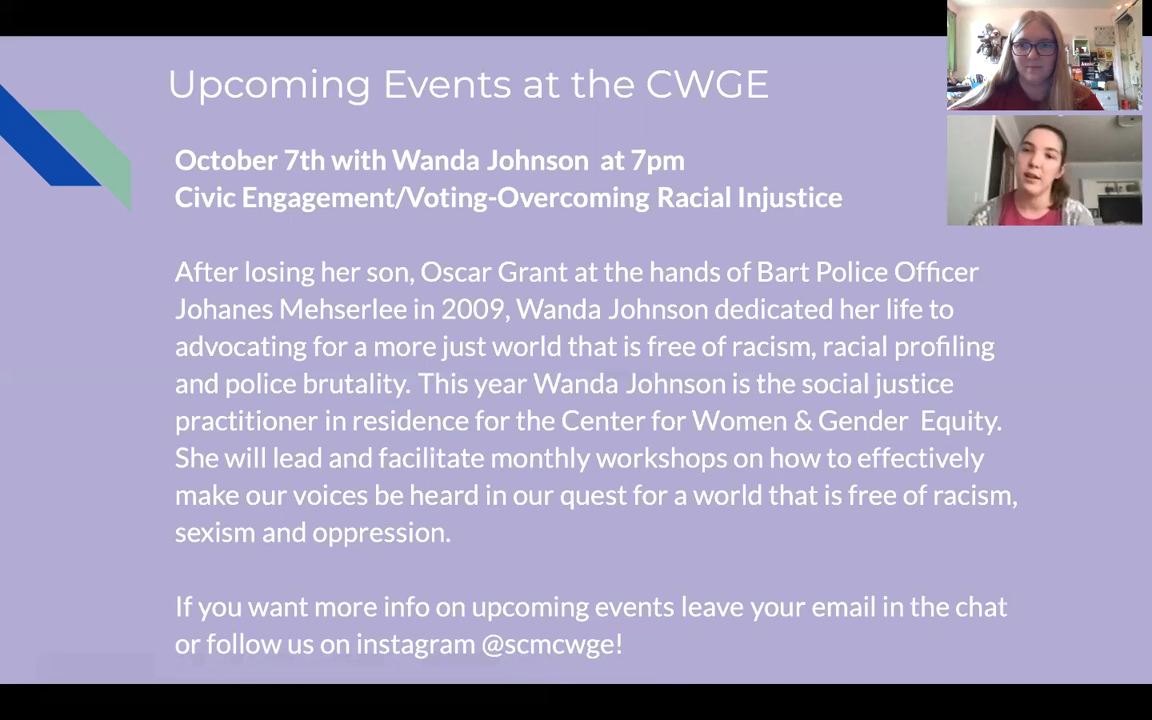 Upcoming Events at the CWGE
October 7th with Wanda Johnson at 7pm
Civic Engagement/Voting-Overcoming Racial Injustice
After losing her son, Oscar Grant at the hands of Bart Police Officer
Johanes Mehserlee in 2009, Wanda Johnson dedicated her life to
advocating for a more just world that is free of racism, racial profiling
and police brutality. This year Wanda Johnson is the social justice
practitioner in residence for the Center for Women & Gender Equity.
She will lead and facilitate monthly workshops on how to effectively
make our voices be heard in our quest for a world that is free of racism,
sexism and oppression.
If you want more info on upcoming events leave your email in the chat
or follow us on instagram @scmcwge!